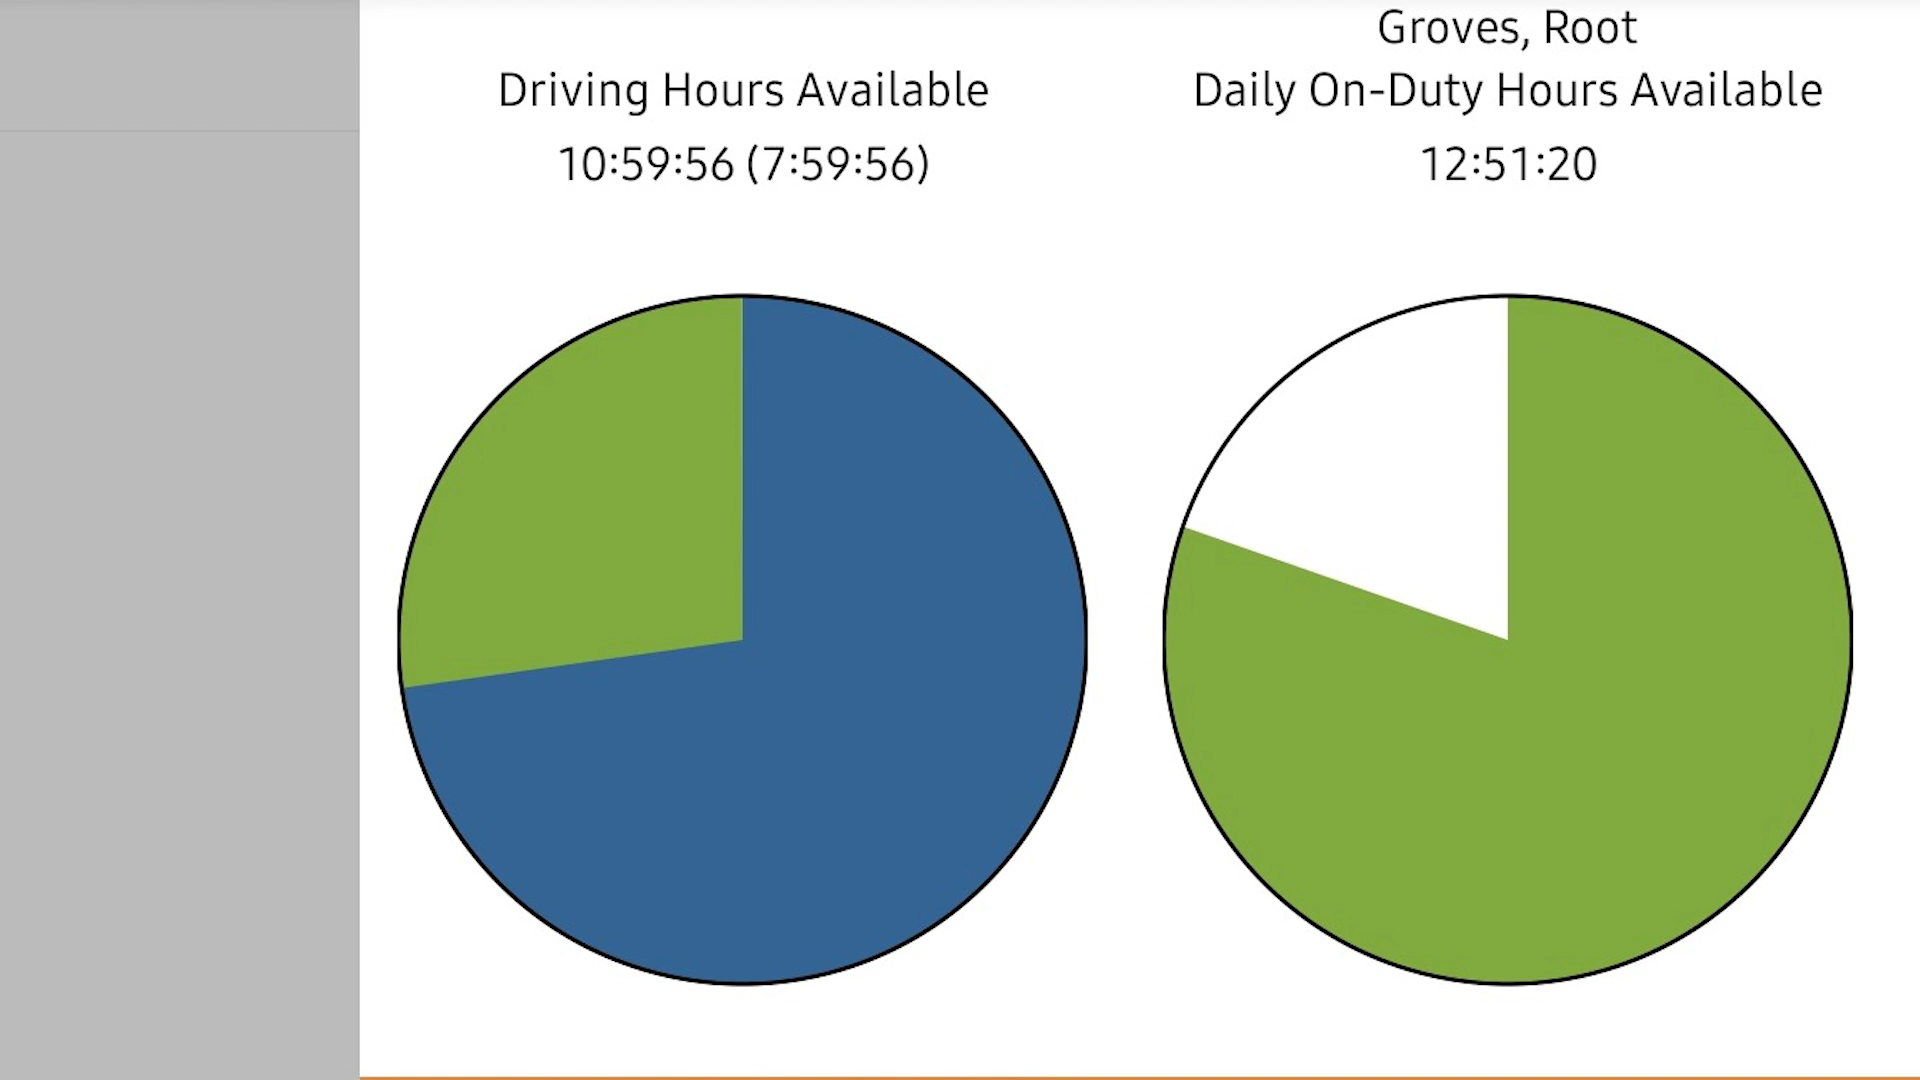 Groves, Root
Driving Hours Available
Daily On-Duty Hours Available
10:59:56 (7:59:56)
12:51:20